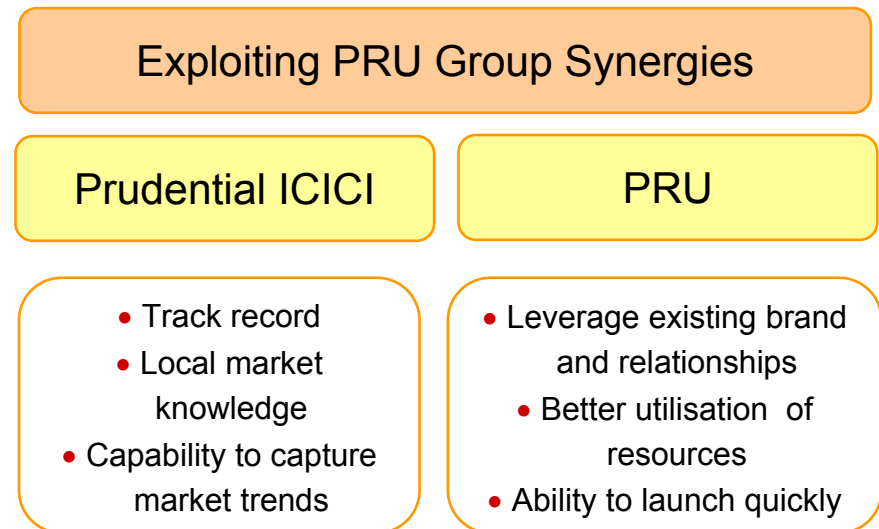 Exploiting PRU Group Synergies
Prudential ICICI
PRU
• Track record
• Local market
knowledge
• Capability to capture
market trends
• Leverage existing brand
and relationships
• Better utilisation of
resources
• Ability to launch quickly